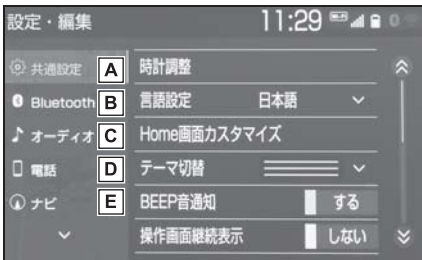 設定・編集 11:29 0
共通設定 A 時計調整
Bluetooth B 言語設定 日本語
オーディオ C Home画面カスタマイズ
電話 D テーマ切替
ナビ E BEEP音通知 する
操作画面継続表示 しない